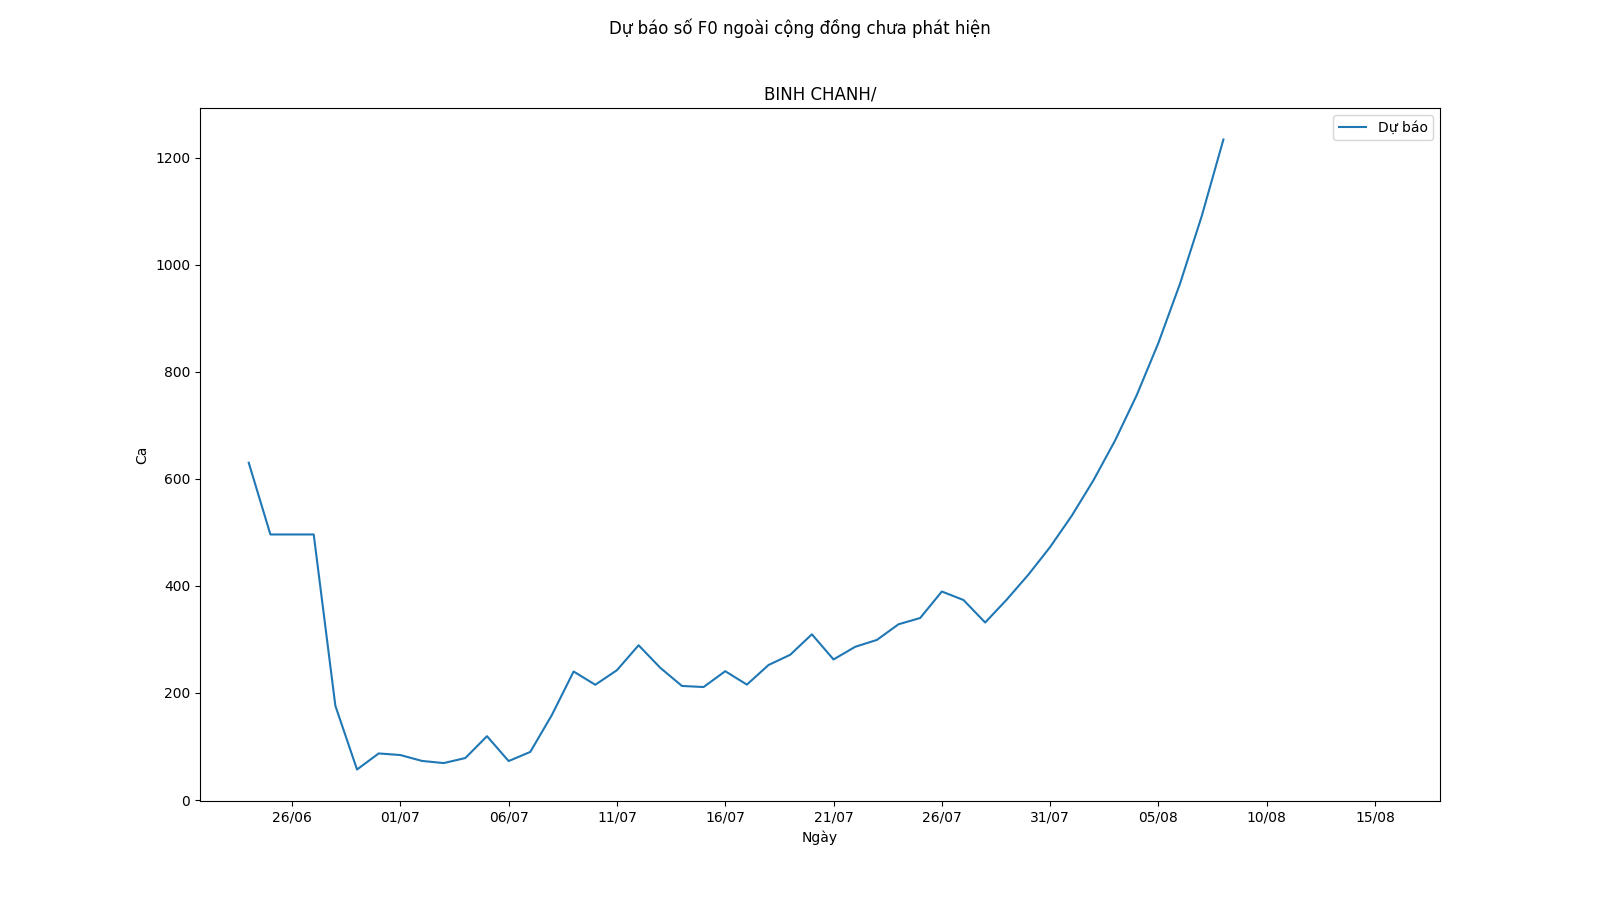 Dự báo số F0 ngoài cộng đồng chưa phát hiện
BINH CHANH/
Dự báo
1200
1000
800
600
400
200
0
Ca
26/06 01/07 06/07 11/07 16/07 21/07 26/07 31/07 05/08 10/08 15/08
Ngày